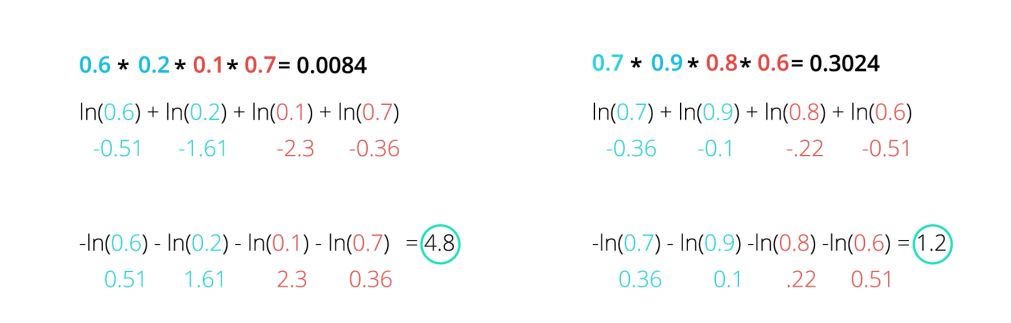 0.6 * 0.2 * 0.1 * 0.7 = 0.0084
ln(0.6) + ln(0.2) + ln(0.1) + ln(0.7)
-0.51 -1.61 -2.3 -0.36
-ln(0.6) - ln(0.2) - ln(0.1) - ln(0.7) = 4.8
0.51 1.61 2.3 0.36
0.7 * 0.9 * 0.8 * 0.6 = 0.3024
ln(0.7) + ln(0.9) + ln(0.8) + ln(0.6)
-0.36 -0.1 -.22 -0.51
-ln(0.7) - ln(0.9) -ln(0.8) -ln(0.6) = 1.2
0.36 0.1 .22 0.51